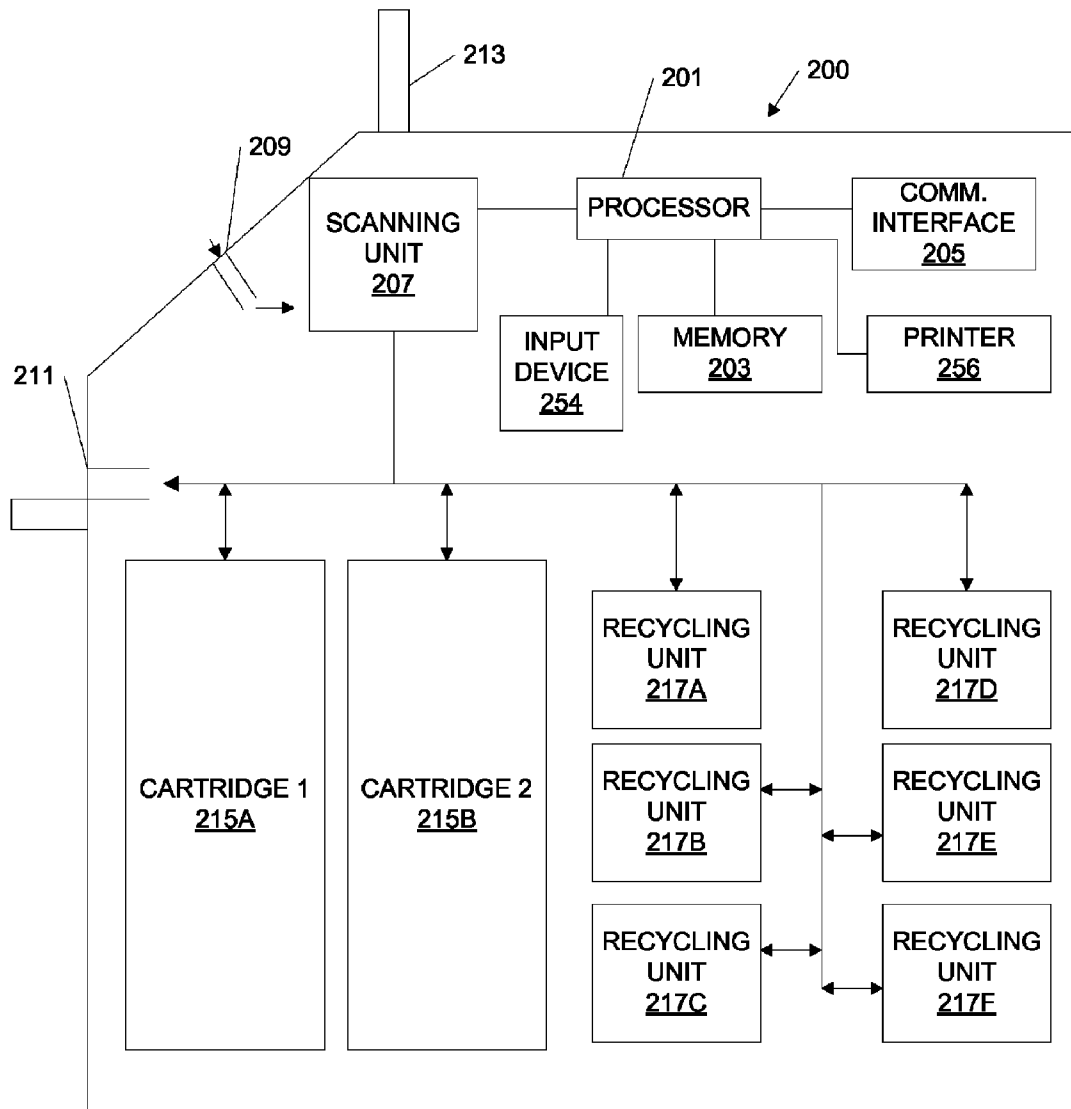 213
201
200
209
SCANNING
UNIT
207
PROCESSOR
COMM.
INTERFACE
205
INPUT
DEVICE
254
MEMORY
203
PRINTER
256
211
CARTRIDGE 1
215A
CARTRIDGE 2
215B
RECYCLING
UNIT
217A
RECYCLING
UNIT
217D
RECYCLING
UNIT
217B
RECYCLING
UNIT
217E
RECYCLING
UNIT
217C
RECYCLING
UNIT
217F